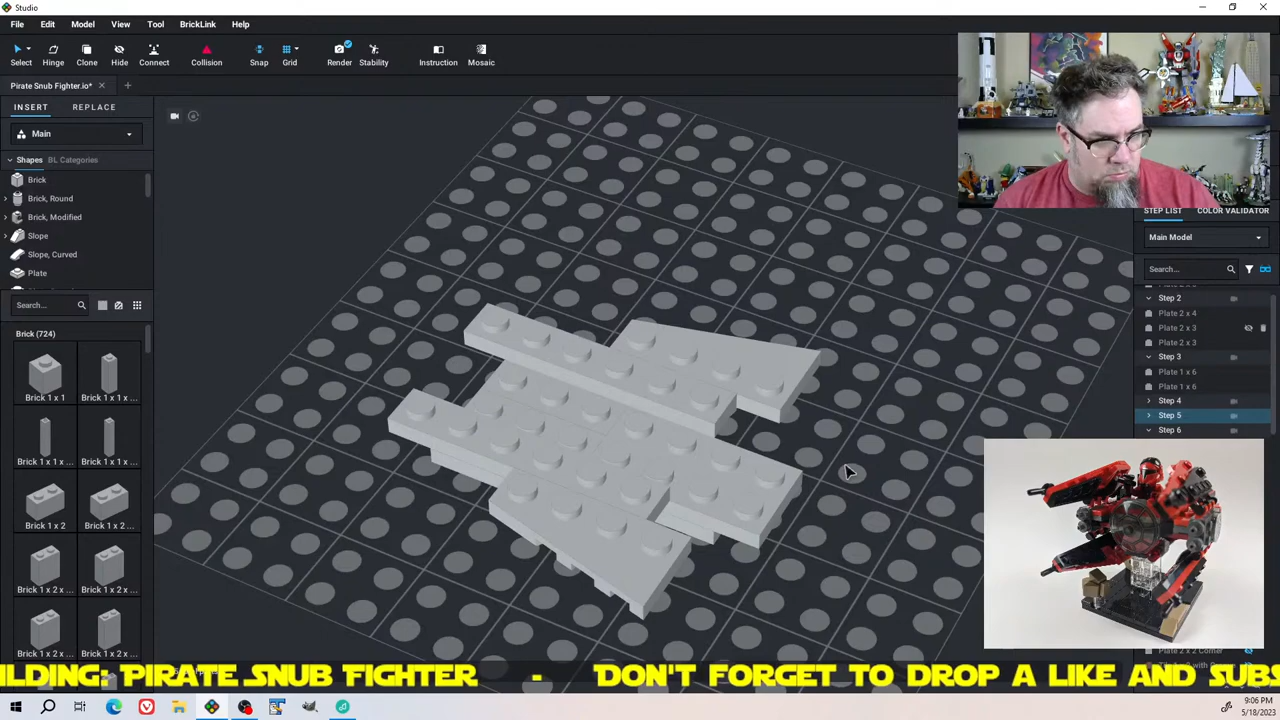 Studio
File Edit Model View Tool BrickLink Help
Select Hinge Clone Hide Connect Collision Snap Grid Render Stability Instruction Mosaic
Pirate Snub Fighter.io*
INSERT REPLACE
Main
Shapes BL Categories
Brick
Brick, Round
Brick, Modified
Slope
Slope, Curved
Plate
Search...
Brick (724)
Brick 1 x 1 Brick 1 x 1 x ...
Brick 1 x 1 x ... Brick 1 x 1 x ...
Brick 1 x 2 Brick 1 x 2 ...
Brick 1 x 2 x ... Brick 1 x 2 x ...
Brick 1 x 2 x ... Brick 1 x 2 x ...
STEP LIST COLOR VALIDATOR
Main Model
Search...
Step 2
Plate 2 x 4
Plate 2 x 3
Plate 2 x 3
Step 3
Plate 1 x 6
Plate 1 x 6
Step 4
Step 5
Step 6
ILDING: PIRATE SNUB FIGHTER - DON'T FORGET TO DROP A LIKE AND SUBS
9:06 PM
5/18/2023